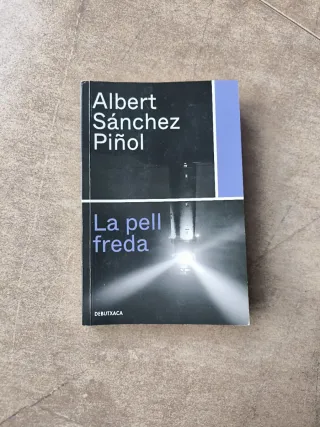 Albert
Sánchez
Piñol
La pell
freda
DEBUTXACA